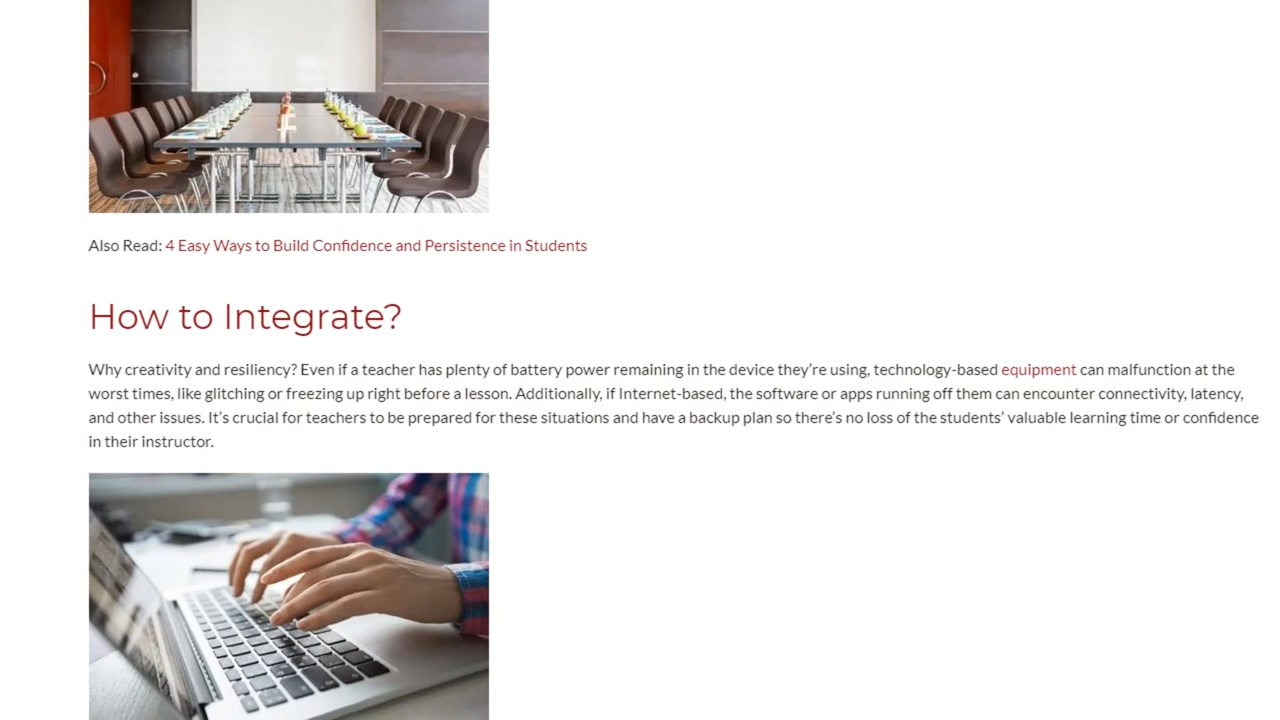 Also Read: 4 Easy Ways to Build Confidence and Persistence in Students
How to Integrate?
Why creativity and resiliency? Even if a teacher has plenty of battery power remaining in the device they’re using, technology-based equipment can malfunction at the
worst times, like glitching or freezing up right before a lesson. Additionally, if Internet-based, the software or apps running off them can encounter connectivity, latency,
and other issues. It’s crucial for teachers to be prepared for these situations and have a backup plan so there’s no loss of the students’ valuable learning time or confidence
in their instructor.